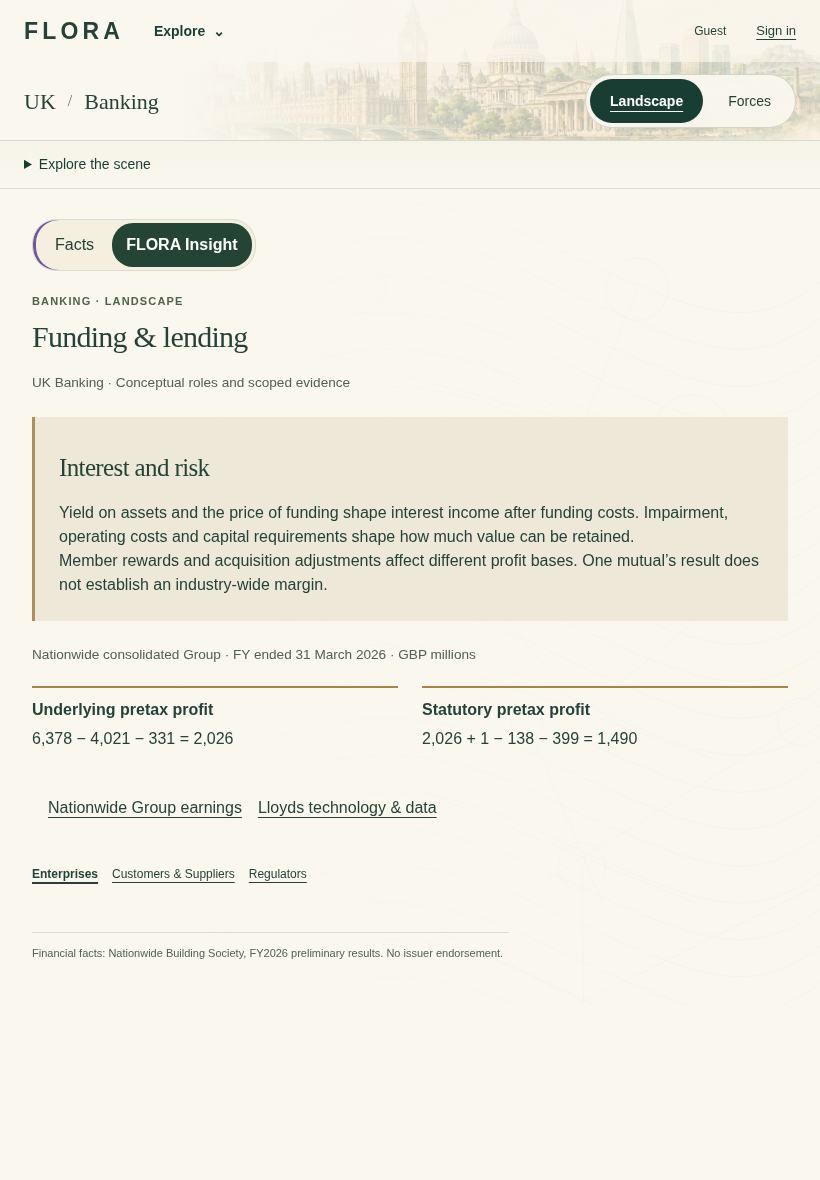 FLORA
Explore
Guest
Sign in
UK / Banking
Landscape
Forces
Explore the scene
Facts
FLORA Insight
BANKING · LANDSCAPE
Funding & lending
UK Banking · Conceptual roles and scoped evidence
Interest and risk
Yield on assets and the price of funding shape interest income after funding costs. Impairment,
operating costs and capital requirements shape how much value can be retained.
Member rewards and acquisition adjustments affect different profit bases. One mutual’s result does
not establish an industry-wide margin.
Nationwide consolidated Group · FY ended 31 March 2026 · GBP millions
Underlying pretax profit
6,378 − 4,021 − 331 = 2,026
Statutory pretax profit
2,026 + 1 − 138 − 399 = 1,490
Nationwide Group earnings
Lloyds technology & data
Enterprises
Customers & Suppliers
Regulators
Financial facts: Nationwide Building Society, FY2026 preliminary results. No issuer endorsement.